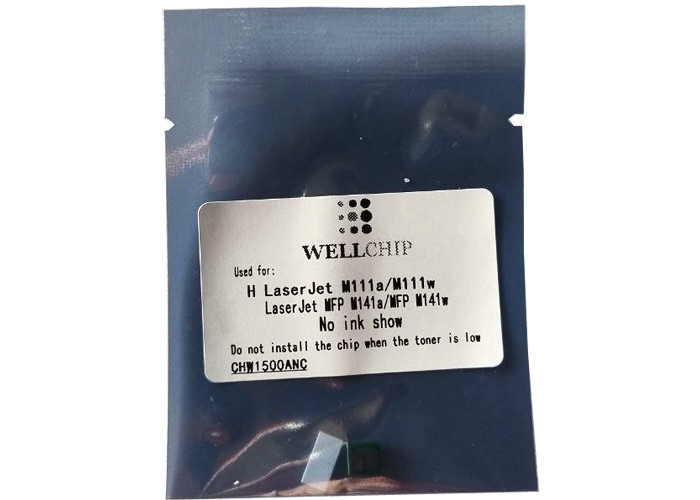 WELLCHIP
Used for:
H LaserJet M111a/M111w
LaserJet MFP M141a/MFP M141w
No ink show
Do not install the chip when the toner is low
CHW1500ANC